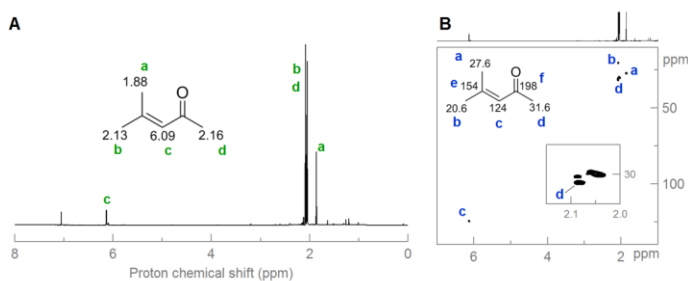 A
a
1.88
O
2.13
6.09
2.16
b
c
d
b
d
a
c
8
6
4
2
0
Proton chemical shift (ppm)
B
ppm
a
27.6
O
b
a
e
154
198
f
d
20.6
124
31.6
50
b
c
d
30
d
2.1
2.0
100
c
6
4
2
ppm